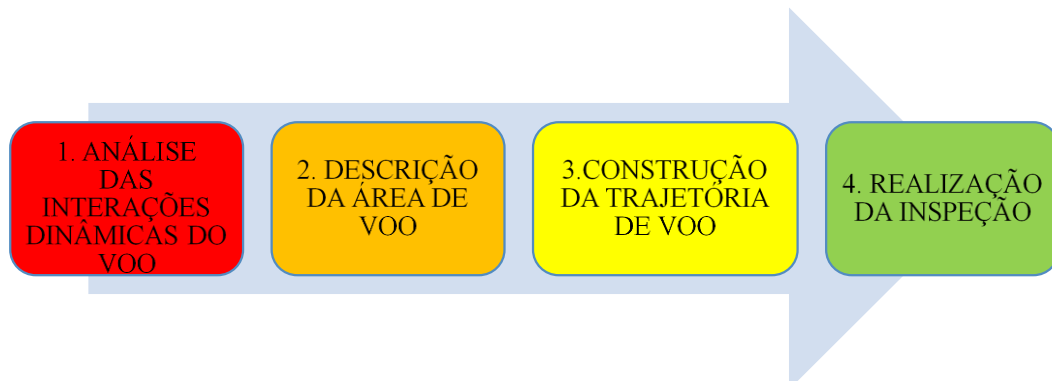 1. ANÁLISE
DAS
INTERAÇÕES
DINÂMICAS DO
VOO
2. DESCRIÇÃO
DA ÁREA DE
VOO
3.CONSTRUÇÃO
DA TRAJETÓRIA
DE VOO
4. REALIZAÇÃO
DA INSPEÇÃO